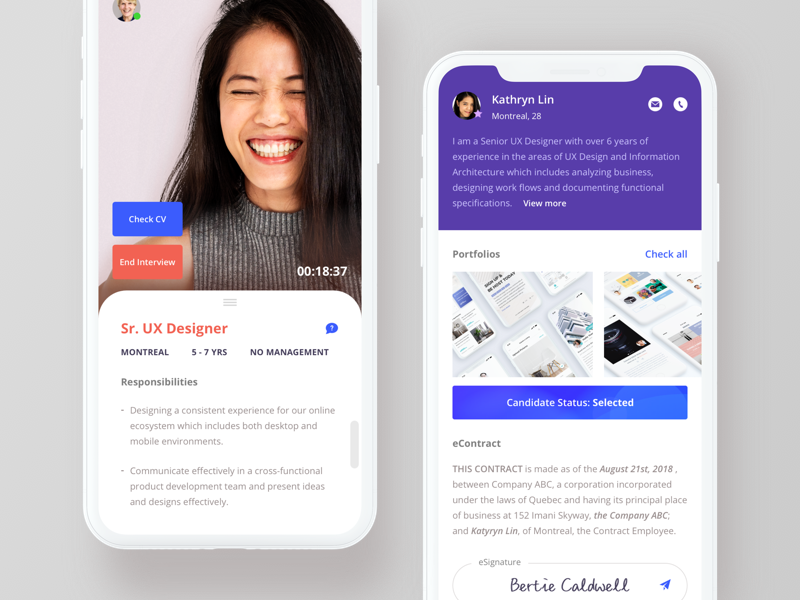 Check CV
End Interview
00:18:37
Sr. UX Designer
?
MONTREAL 5 - 7 YRS NO MANAGEMENT
Responsibilities
- Designing a consistent experience for our online
ecosystem which includes both desktop and
mobile environments.
- Communicate effectively in a cross-functional
product development team and present ideas
and designs effectively.
Kathryn Lin
Montreal, 28
I am a Senior UX Designer with over 6 years of
experience in the areas of UX Design and Information
Architecture which includes analyzing business,
designing work flows and documenting functional
specifications. View more
Portfolios Check all
SIGN UP &
BE HOST TODAY
Candidate Status: Selected
eContract
THIS CONTRACT is made as of the August 21st, 2018 ,
between Company ABC, a corporation incorporated
under the laws of Quebec and having its principal place
of business at 152 Imani Skyway, the Company ABC;
and Katyryn Lin, of Montreal, the Contract Employee.
eSignature
Bertie Caldwell